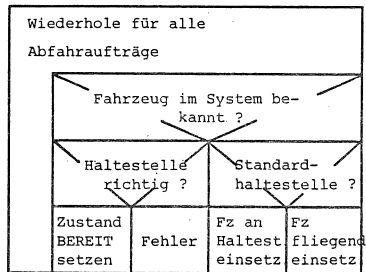 Wiederhole für alle
Abfahraufträge
Fahrzeug im System be-
kannt ?
Haltestelle
richtig ?
Standard-
haltestelle ?
Zustand
BEREIT
setzen
Fehler
Fz an
Haltest
einsetz
Fz
fliegend
einsetz